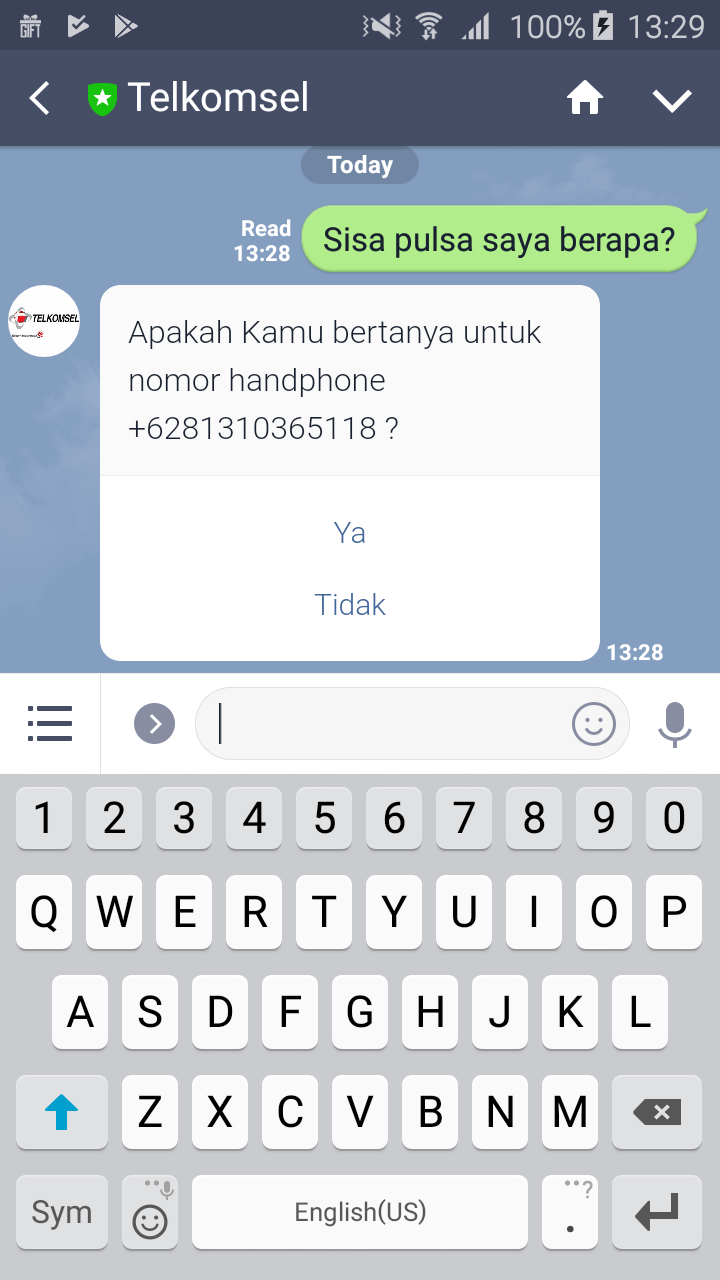 GIFT
100%
13:29
Telkomsel
Today
Read
13:28
Sisa pulsa saya berapa?
TELKOMSEL
Apakah Kamu bertanya untuk
nomor handphone
+6281310365118 ?
Ya
Tidak
13:28
1 2 3 4 5 6 7 8 9 0
Q W E R T Y U I O P
A S D F G H J K L
Z X C V B N M
Sym
English(US)
?
.